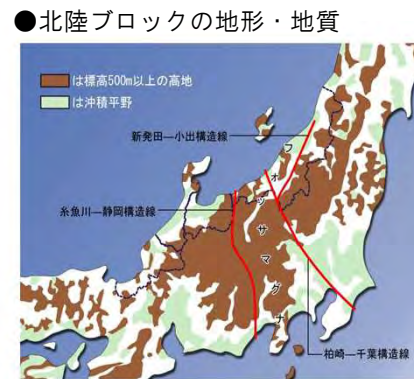 ●北陸ブロックの地形・地質
は標高500m以上の高地
は沖積平野
新発田―小出構造線
フォッサマグナ
糸魚川―静岡構造線
柏崎―千葉構造線